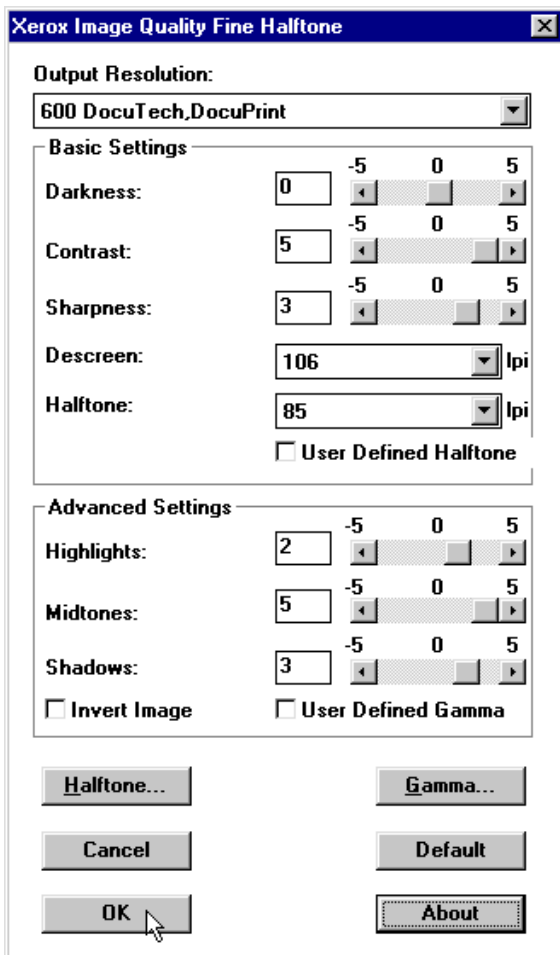 Xerox Image Quality Fine Halftone
Output Resolution:
600 DocuTech,DocuPrint
Basic Settings
-5 0 5
Darkness: 0
-5 0 5
Contrast: 5
-5 0 5
Sharpness: 3
Descreen: 106 lpi
Halftone: 85 lpi
User Defined Halftone
Advanced Settings
-5 0 5
Highlights: 2
-5 0 5
Midtones: 5
-5 0 5
Shadows: 3
Invert Image User Defined Gamma
Halftone... Gamma...
Cancel Default
OK About